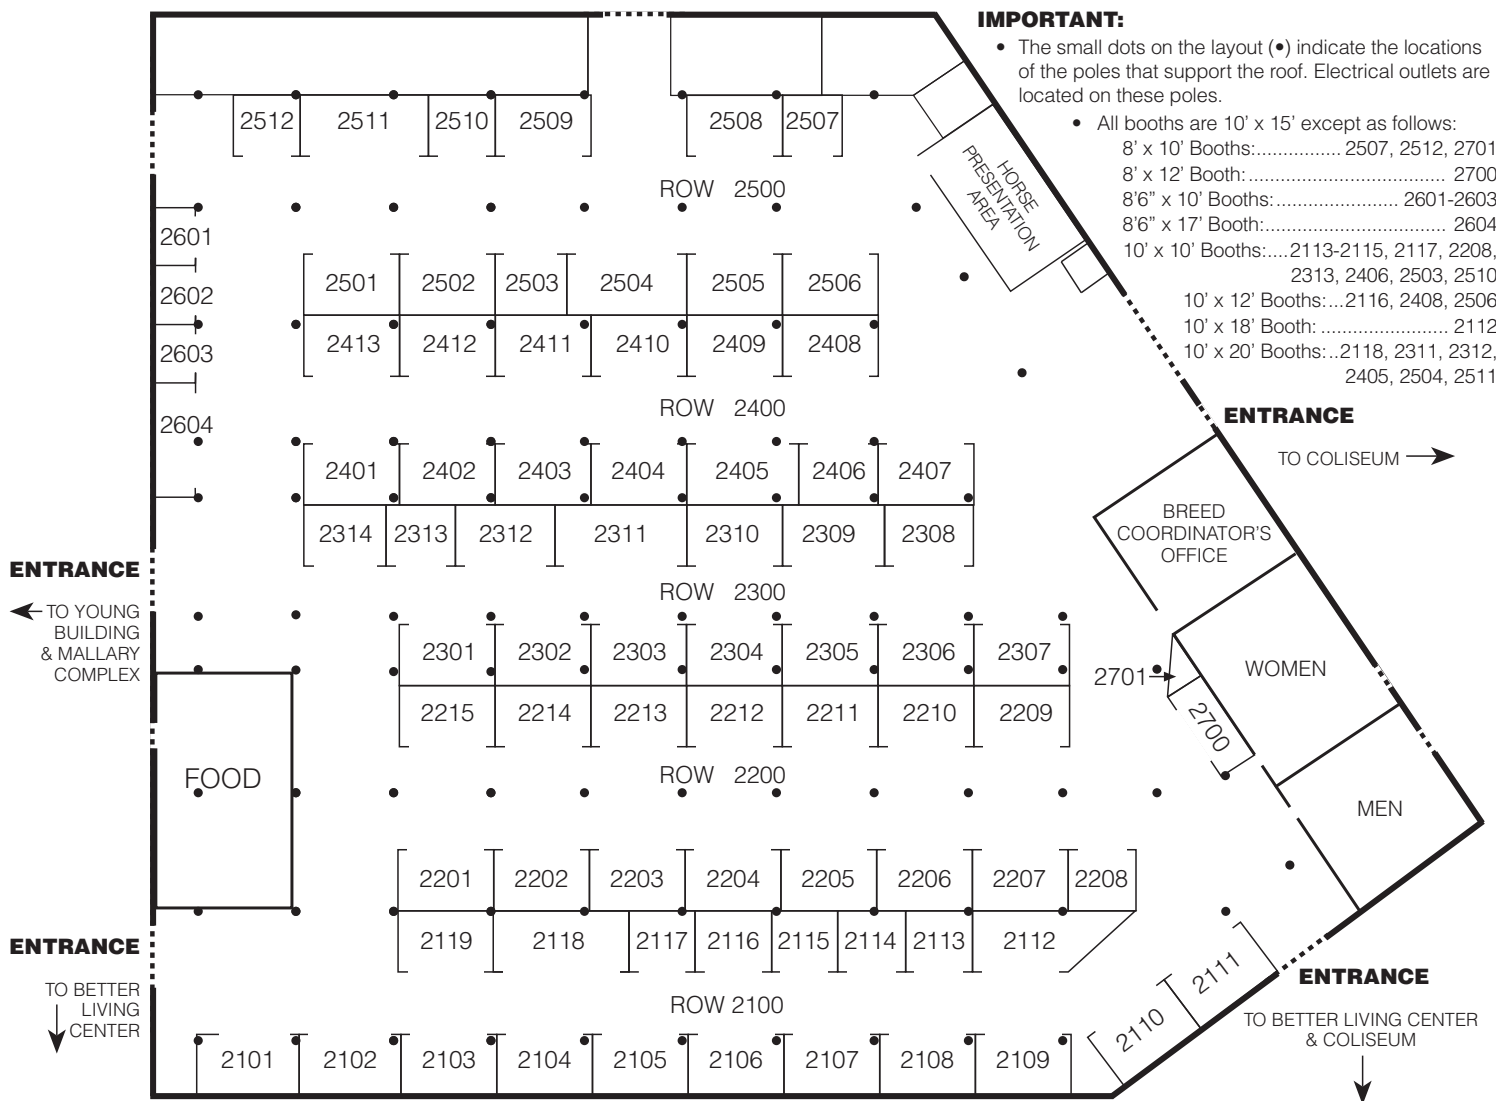 IMPORTANT:
• The small dots on the layout (•) indicate the locations
of the poles that support the roof. Electrical outlets are
located on these poles.
• All booths are 10’ x 15’ except as follows:
8’ x 10’ Booths:................ 2507, 2512, 2701
8’ x 12’ Booth:.................................. 2700
8’6” x 10’ Booths:....................... 2601-2603
8’6” x 17’ Booth:................................ 2604
10’ x 10’ Booths:....2113-2115, 2117, 2208,
2313, 2406, 2503, 2510
10’ x 12’ Booths:...2116, 2408, 2506
10’ x 18’ Booth: ....................... 2112
10’ x 20’ Booths:..2118, 2311, 2312,
2405, 2504, 2511
2512 2511 2510 2509 2508 2507
HORSE
PRESENTATION
AREA
ROW 2500
2601
2602
2603
2604
2501 2502 2503 2504 2505 2506
2413 2412 2411 2410 2409 2408
ROW 2400
ENTRANCE
TO COLISEUM
2401 2402 2403 2404 2405 2406 2407
2314 2313 2312 2311 2310 2309 2308
BREED
COORDINATOR’S
OFFICE
ENTRANCE
TO YOUNG
BUILDING
& MALLARY
COMPLEX
ROW 2300
2301 2302 2303 2304 2305 2306 2307
2701
WOMEN
2215 2214 2213 2212 2211 2210 2209
2700
ROW 2200
FOOD
MEN
2201 2202 2203 2204 2205 2206 2207 2208
2119 2118 2117 2116 2115 2114 2113 2112
ENTRANCE
TO BETTER
LIVING
CENTER
ROW 2100
2111
2110
ENTRANCE
TO BETTER LIVING CENTER
& COLISEUM
2101 2102 2103 2104 2105 2106 2107 2108 2109